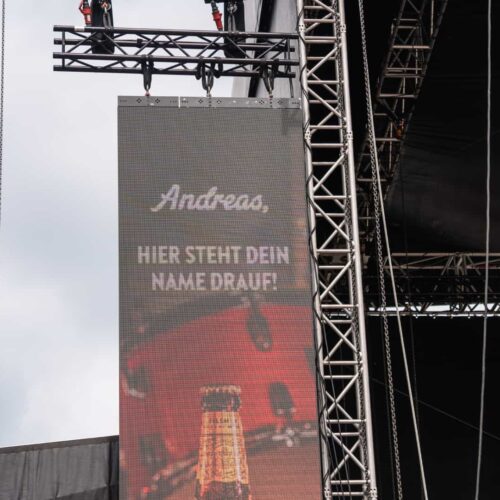 Andreas,
HIER STEHT DEIN
NAME DRAUF!